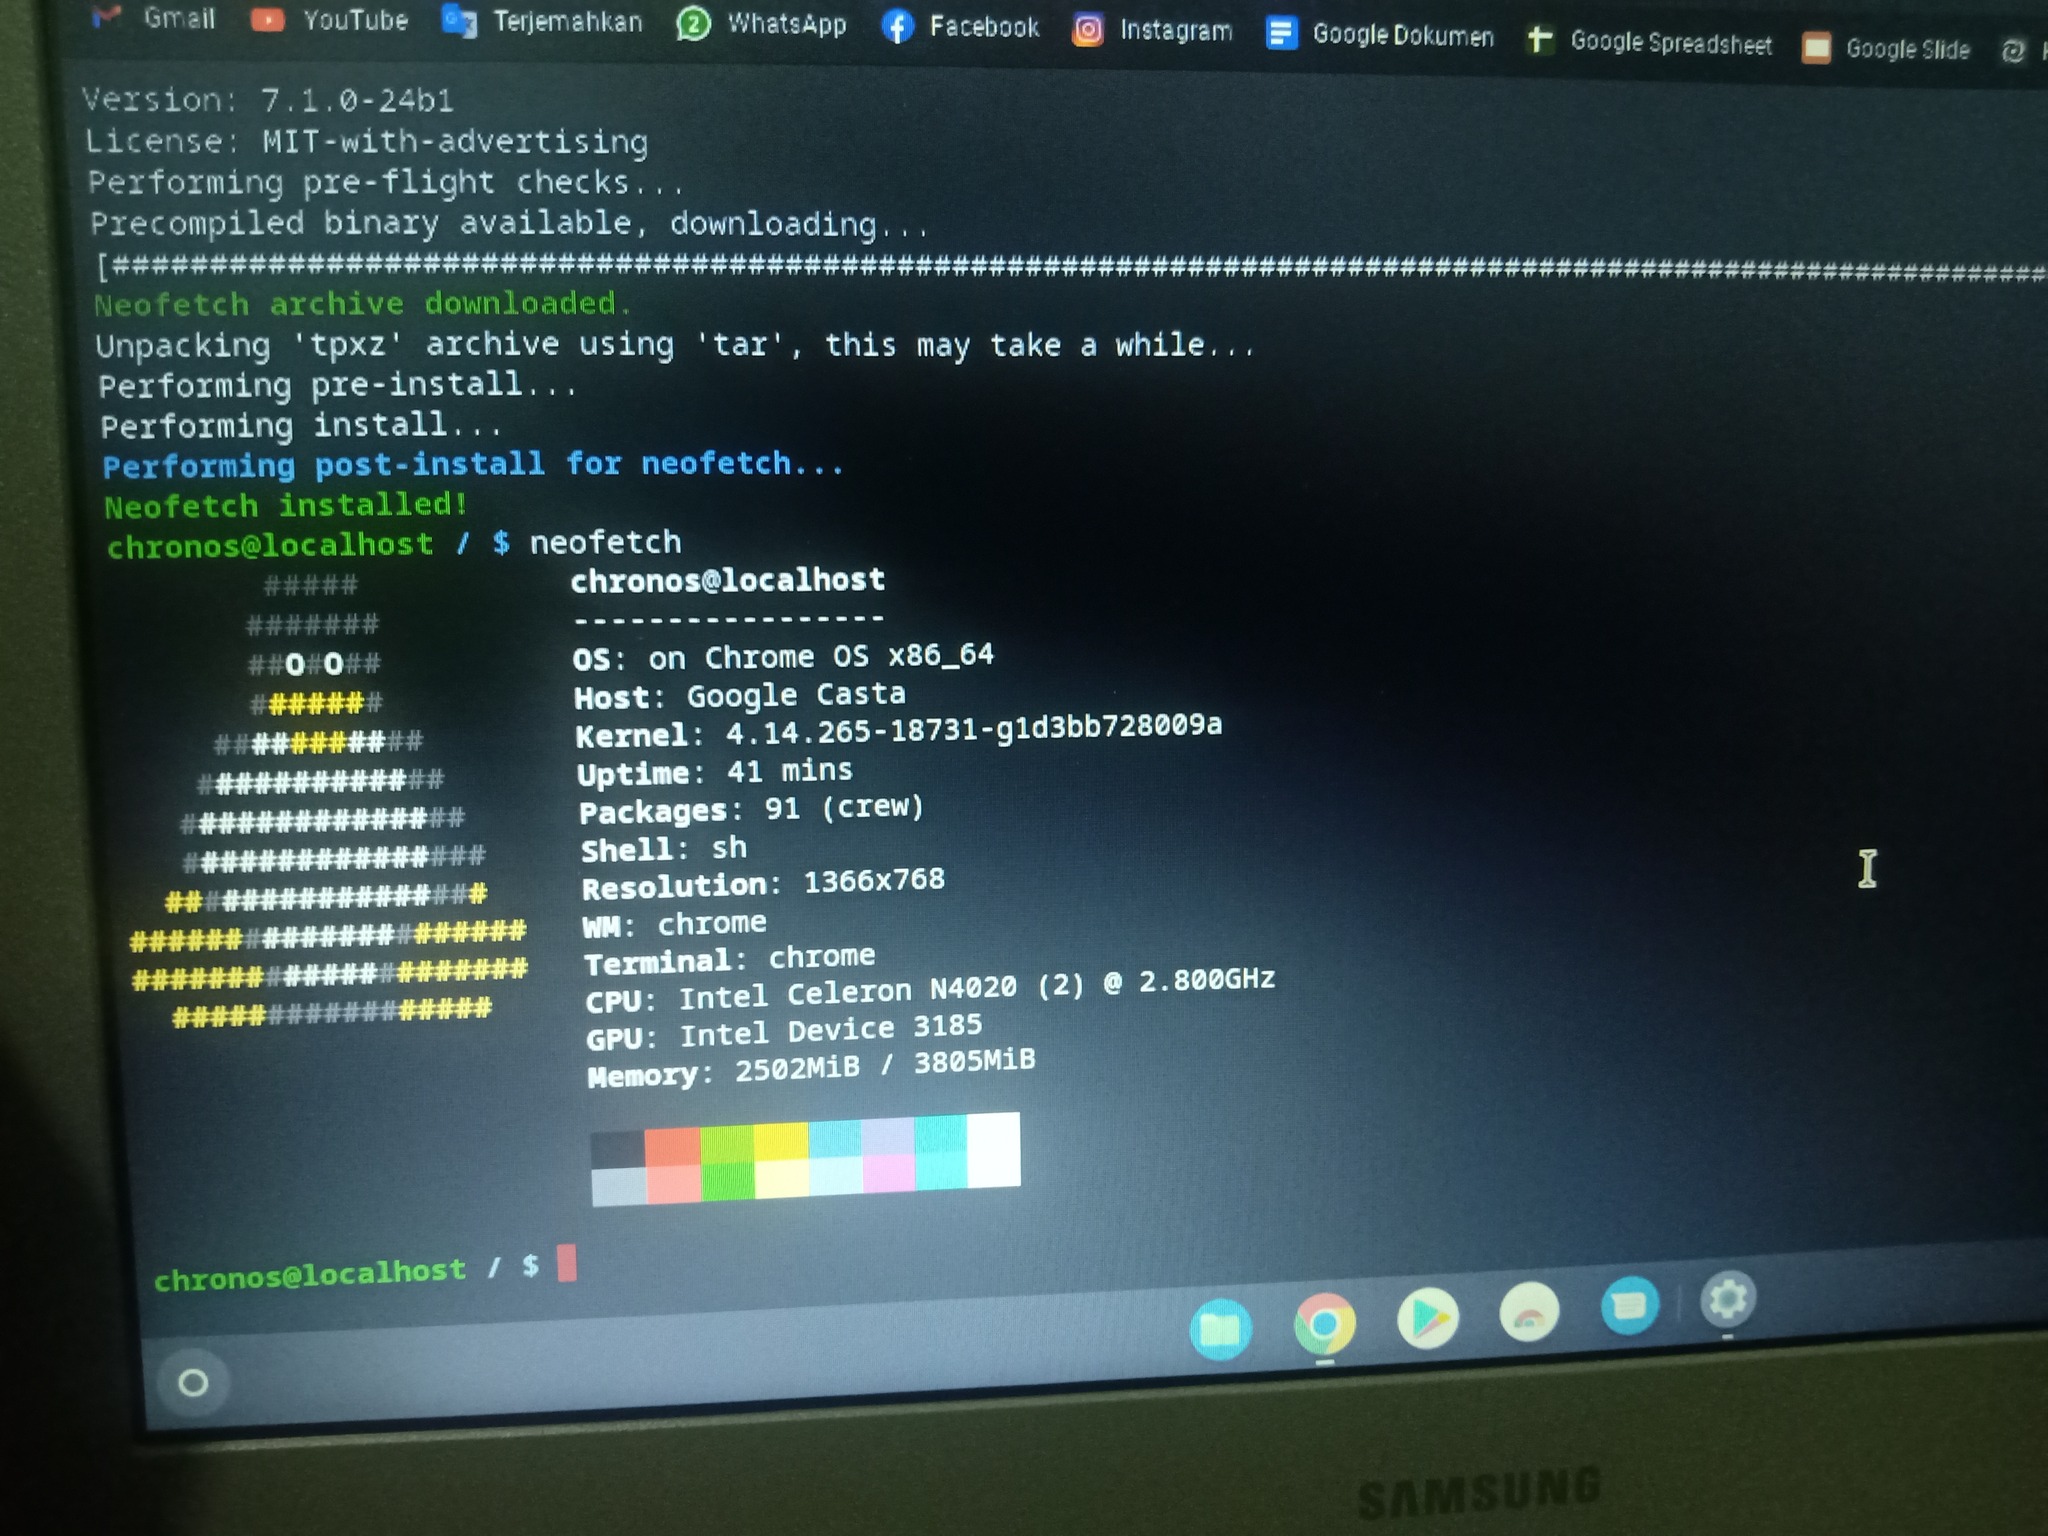 Gmail YouTube Terjemahkan WhatsApp Facebook Instagram Google Dokumen Google Spreadsheet Google Slide
Version: 7.1.0-24b1
License: MIT-with-advertising
Performing pre-flight checks...
Precompiled binary available, downloading...
[########################################################################################################
Neofetch archive downloaded.
Unpacking 'tpxz' archive using 'tar', this may take a while...
Performing pre-install...
Performing install...
Performing post-install for neofetch...
Neofetch installed!
chronos@localhost / $ neofetch
##### chronos@localhost
####### -----------------
##O#O## OS: on Chrome OS x86_64
####### Host: Google Casta
########### Kernel: 4.14.265-18731-g1d3bb728009a
############# Uptime: 41 mins
############### Packages: 91 (crew)
################ Shell: sh
################# Resolution: 1366x768
##################### WM: chrome
##################### Terminal: chrome
################# CPU: Intel Celeron N4020 (2) @ 2.800GHz
GPU: Intel Device 3185
Memory: 2502MiB / 3805MiB
chronos@localhost / $
SAMSUNG